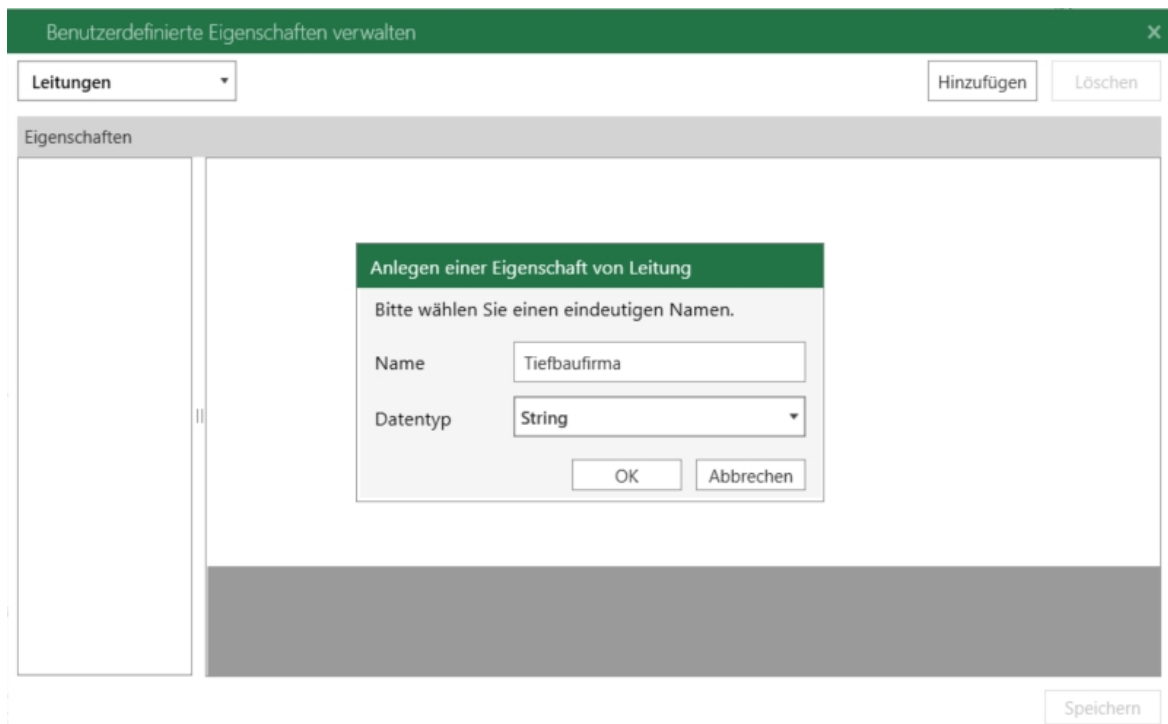 Benutzerdefinierte Eigenschaften verwalten
Leitungen
Hinzufügen
Löschen
Eigenschaften
Anlegen einer Eigenschaft von Leitung
Bitte wählen Sie einen eindeutigen Namen.
Name Tiefbaufirma
Datentyp String
OK Abbrechen
Speichern